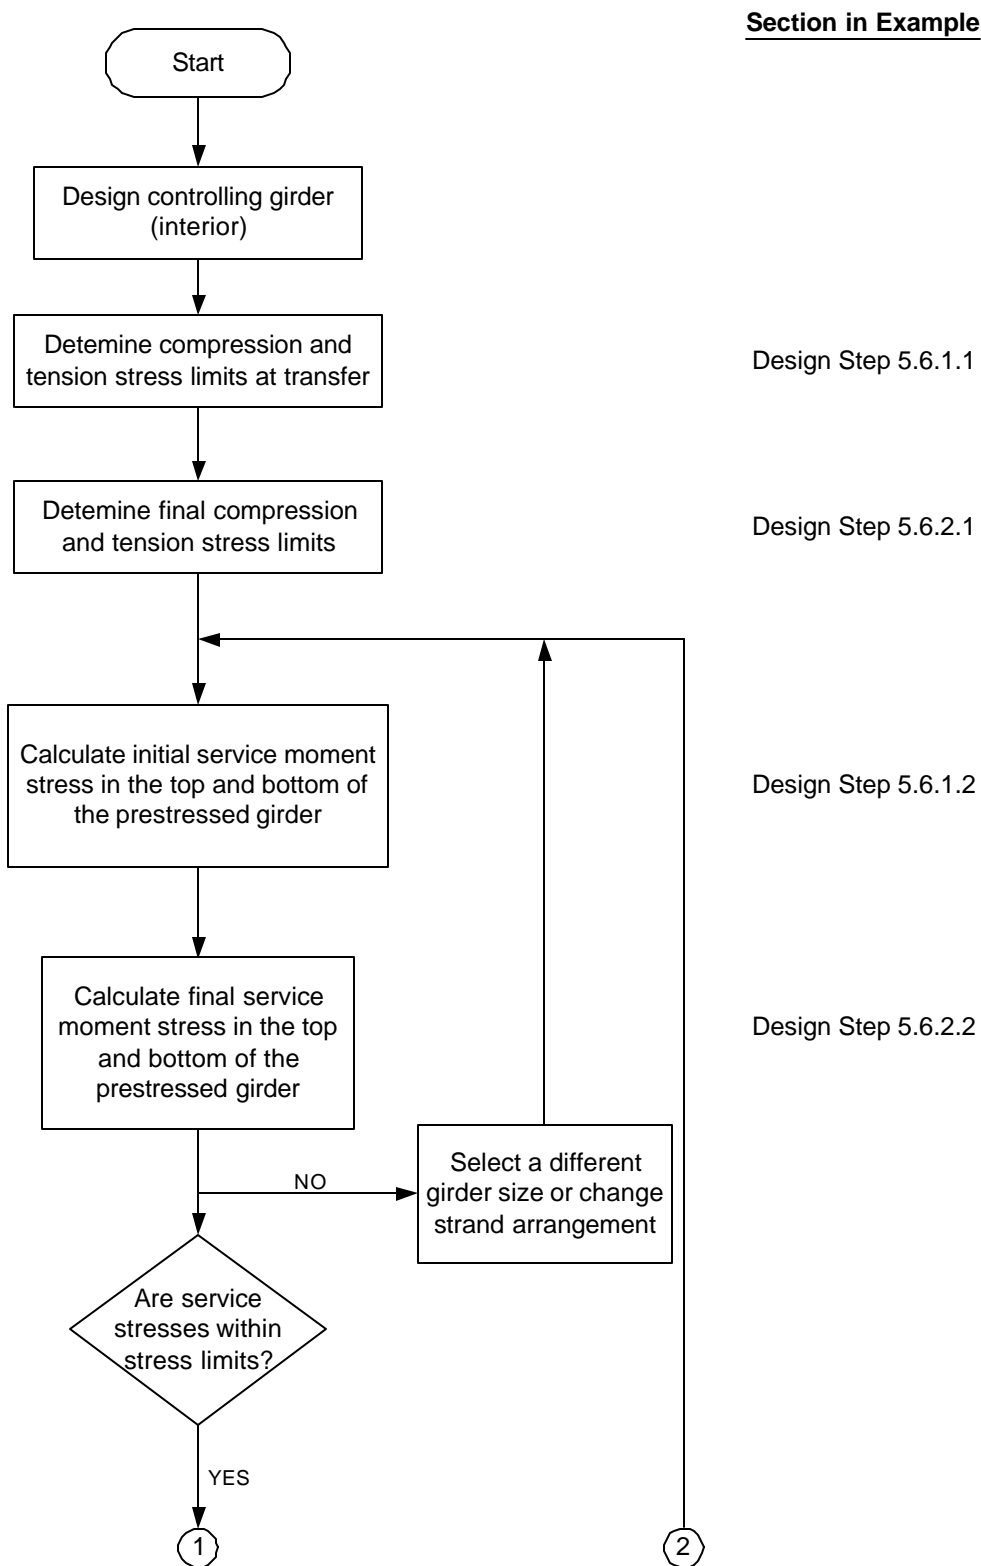 Section in Example
Start
Design controlling girder
(interior)
Detemine compression and
tension stress limits at transfer
Design Step 5.6.1.1
Detemine final compression
and tension stress limits
Design Step 5.6.2.1
Calculate initial service moment
stress in the top and bottom of
the prestressed girder
Design Step 5.6.1.2
Calculate final service
moment stress in the top
and bottom of the
prestressed girder
Design Step 5.6.2.2
NO
Select a different
girder size or change
strand arrangement
Are service
stresses within
stress limits?
YES
1
2